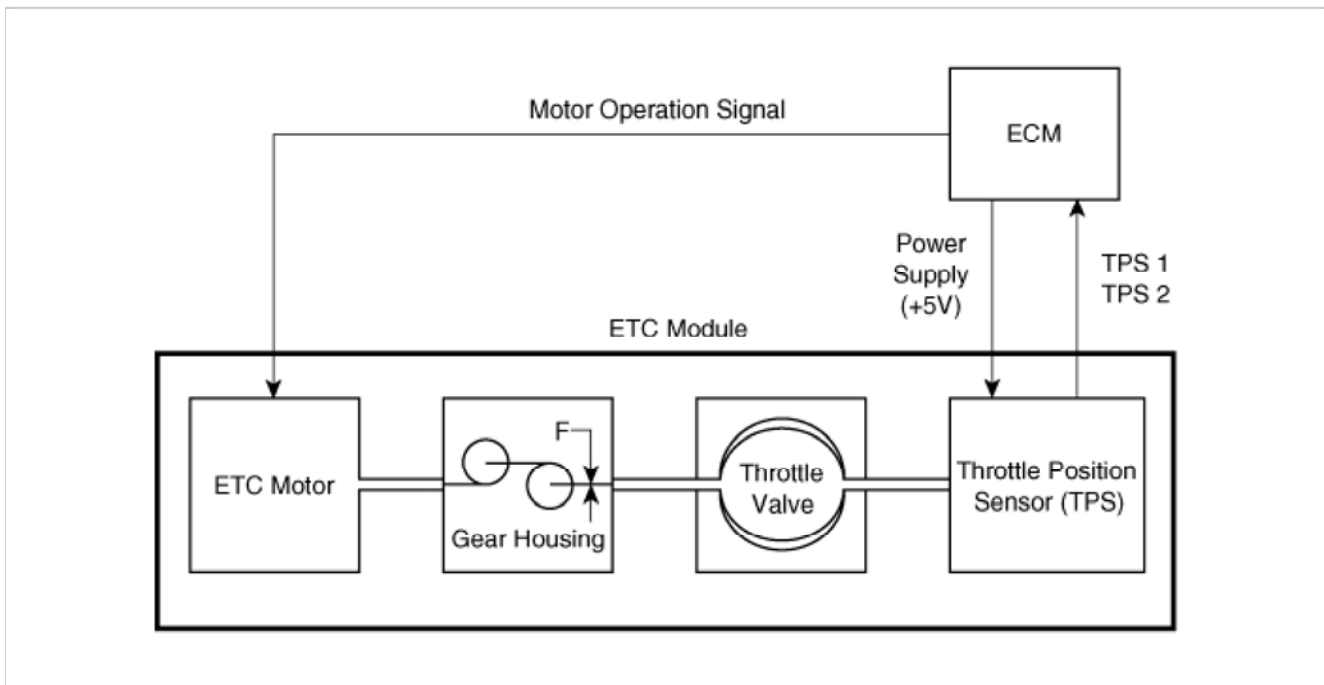 Motor Operation Signal
ECM
Power
Supply
(+5V)
TPS 1
TPS 2
ETC Module
ETC Motor
F
Gear Housing
Throttle
Valve
Throttle Position
Sensor (TPS)